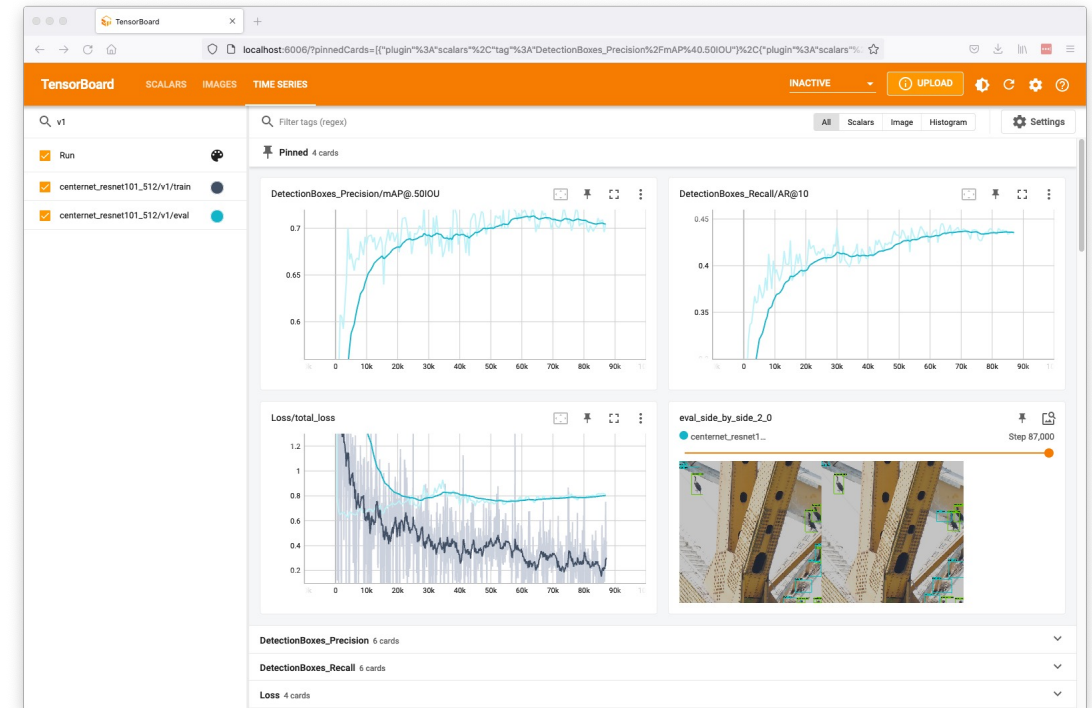 TensorBoard
localhost:6006/?pinnedCards=[{"plugin"%3A"scalars"%2C"tag"%3A"DetectionBoxes_Precision%2FmAP%40.50IOU"}%2C{"plugin"%3A"scalars"%
TensorBoard SCALARS IMAGES TIME SERIES INACTIVE UPLOAD
v1 Filter tags (regex) All Scalars Image Histogram Settings
Run
centernet_resnet101_512/v1/train
centernet_resnet101_512/v1/eval
Pinned 4 cards
DetectionBoxes_Precision/mAP@.50IOU
0.7
0.65
0.6
0 10k 20k 30k 40k 50k 60k 70k 80k 90k
DetectionBoxes_Recall/AR@10
0.45
0.4
0.35
0 10k 20k 30k 40k 50k 60k 70k 80k 90k
Loss/total_loss
1.2
1
0.8
0.6
0.4
0.2
0 10k 20k 30k 40k 50k 60k 70k 80k 90k
eval_side_by_side_2_0
centernet_resnet1... Step 87,000
DetectionBoxes_Precision 6 cards
DetectionBoxes_Recall 6 cards
Loss 4 cards